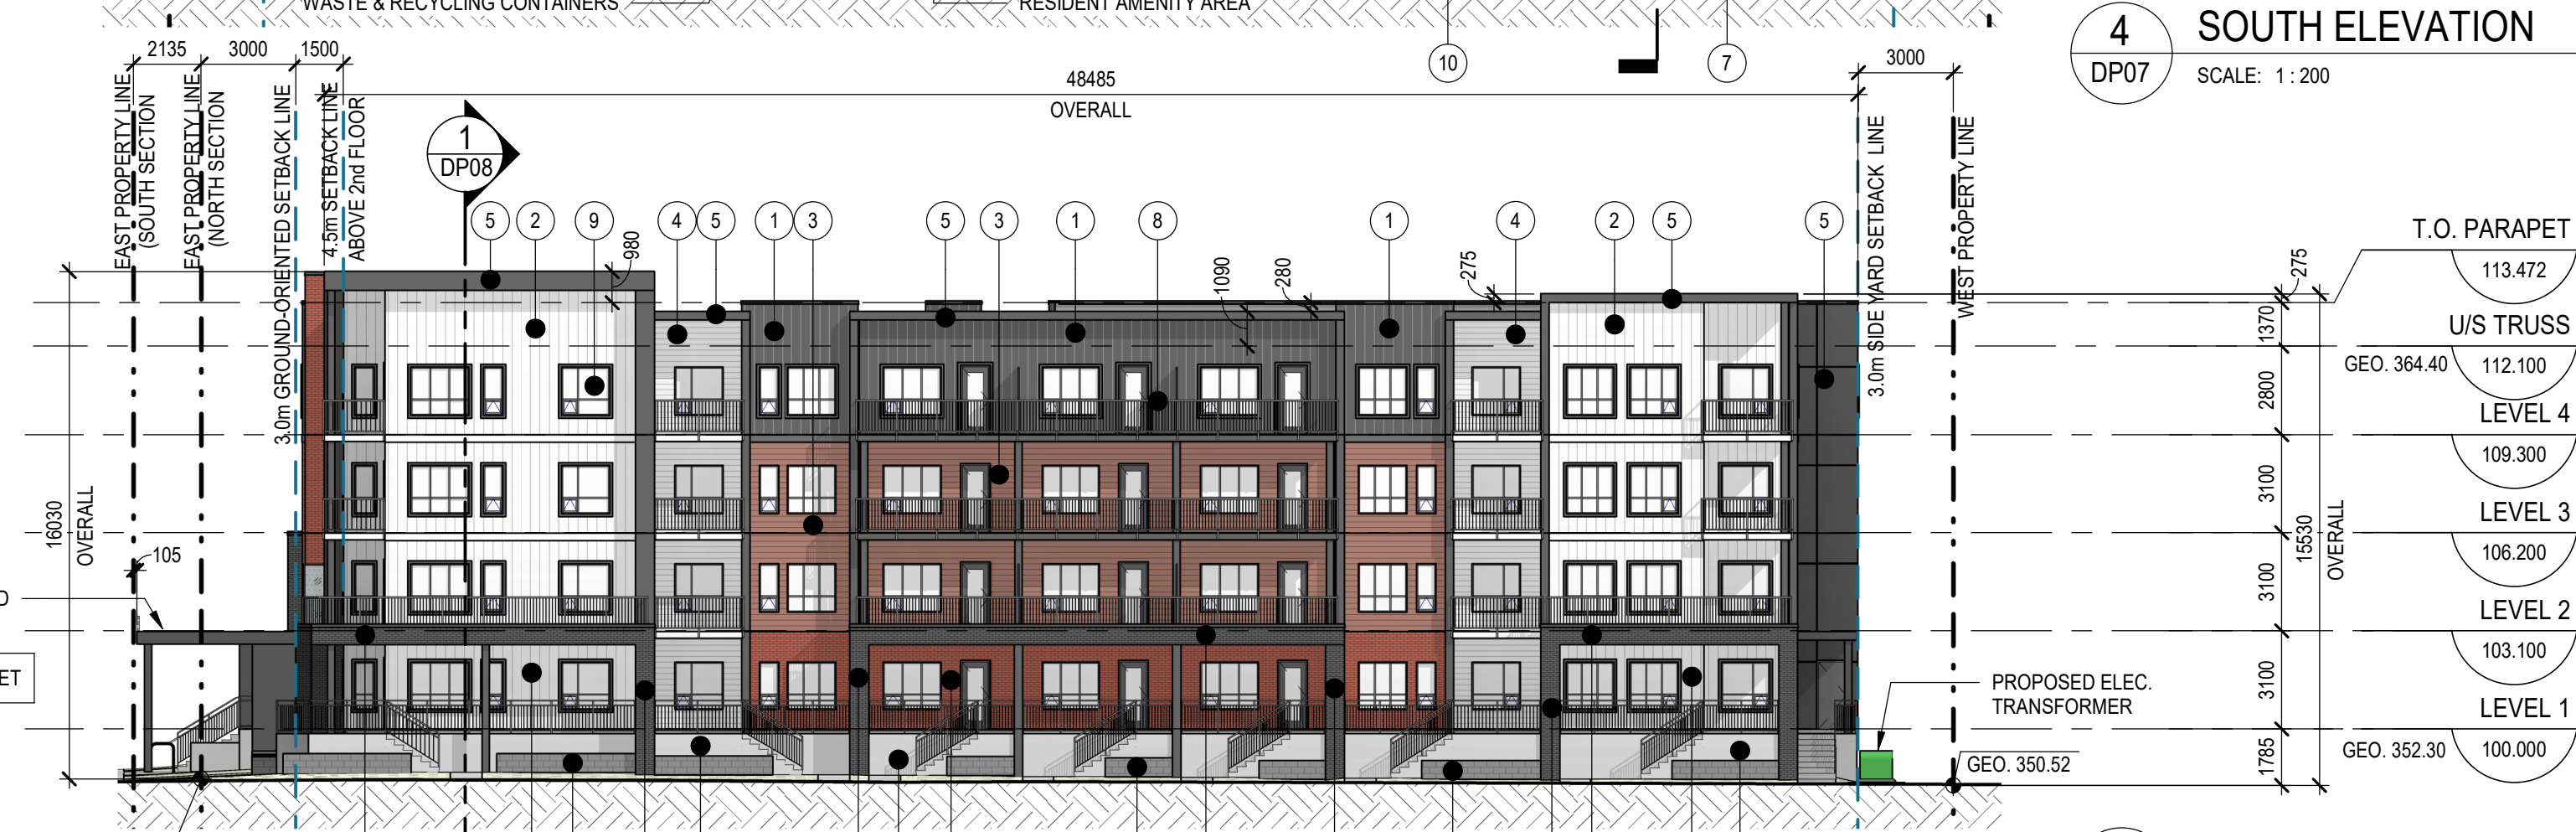 WASTE & RECYCLING CONTAINERS
RESIDENT AMENITY AREA
10
7
4
DP07
SOUTH ELEVATION
SCALE: 1 : 200
2135
3000
1500
48485
OVERALL
3000
EAST PROPERTY LINE
(SOUTH SECTION
EAST PROPERTY LINE
(NORTH SECTION
3.0m GROUND-ORIENTED SETBACK LINE
4.5m SETBACK LINE
ABOVE 2nd FLOOR
3.0m SIDE YARD SETBACK LINE
WEST PROPERTY LINE
1
DP08
5
2
9
4
5
1
3
5
3
1
8
1
4
2
5
5
980
1090
280
275
275
T.O. PARAPET
113.472
1370
U/S TRUSS
GEO. 364.40
112.100
2800
LEVEL 4
109.300
3100
LEVEL 3
106.200
3100
LEVEL 2
103.100
3100
LEVEL 1
GEO. 352.30
100.000
1785
15530
OVERALL
16030
OVERALL
105
D
ET
PROPOSED ELEC.
TRANSFORMER
GEO. 350.52